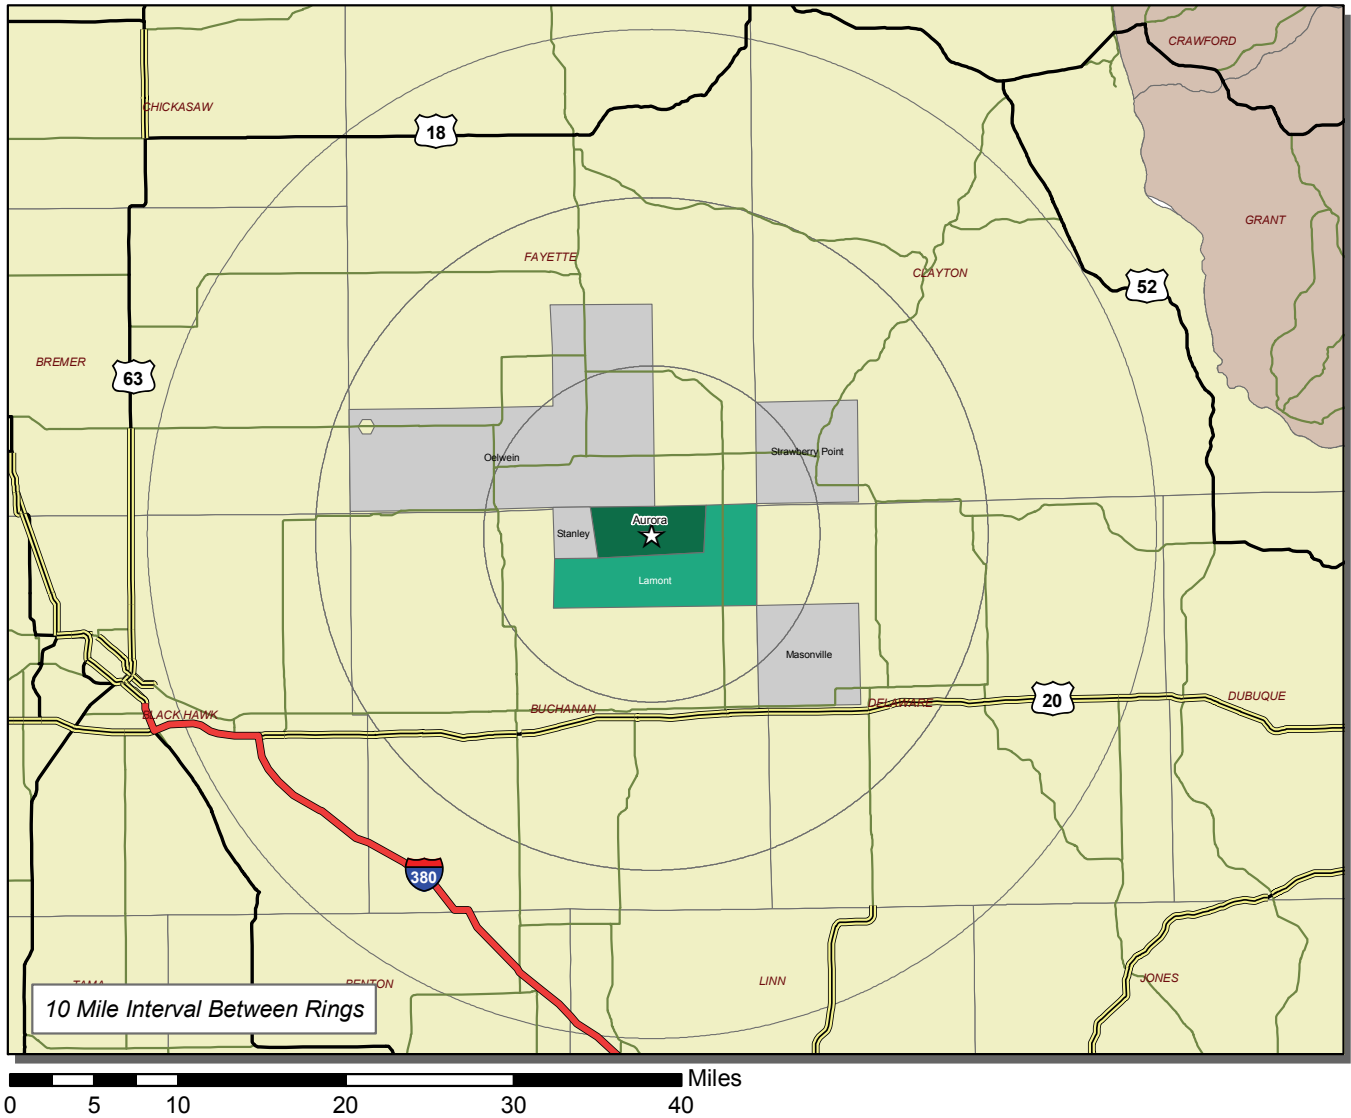 CRAWFORD
CHICKASAW
18
GRANT
FAYETTE
CLAYTON
52
BREMER
63
Oelwein
Strawberry Point
Aurora
Stanley
Lamont
Masonville
BLACK HAWK
BUCHANAN
DELAWARE
20
DUBUQUE
380
TAMA
BENTON
LINN
JONES
10 Mile Interval Between Rings
Miles
0 5 10 20 30 40